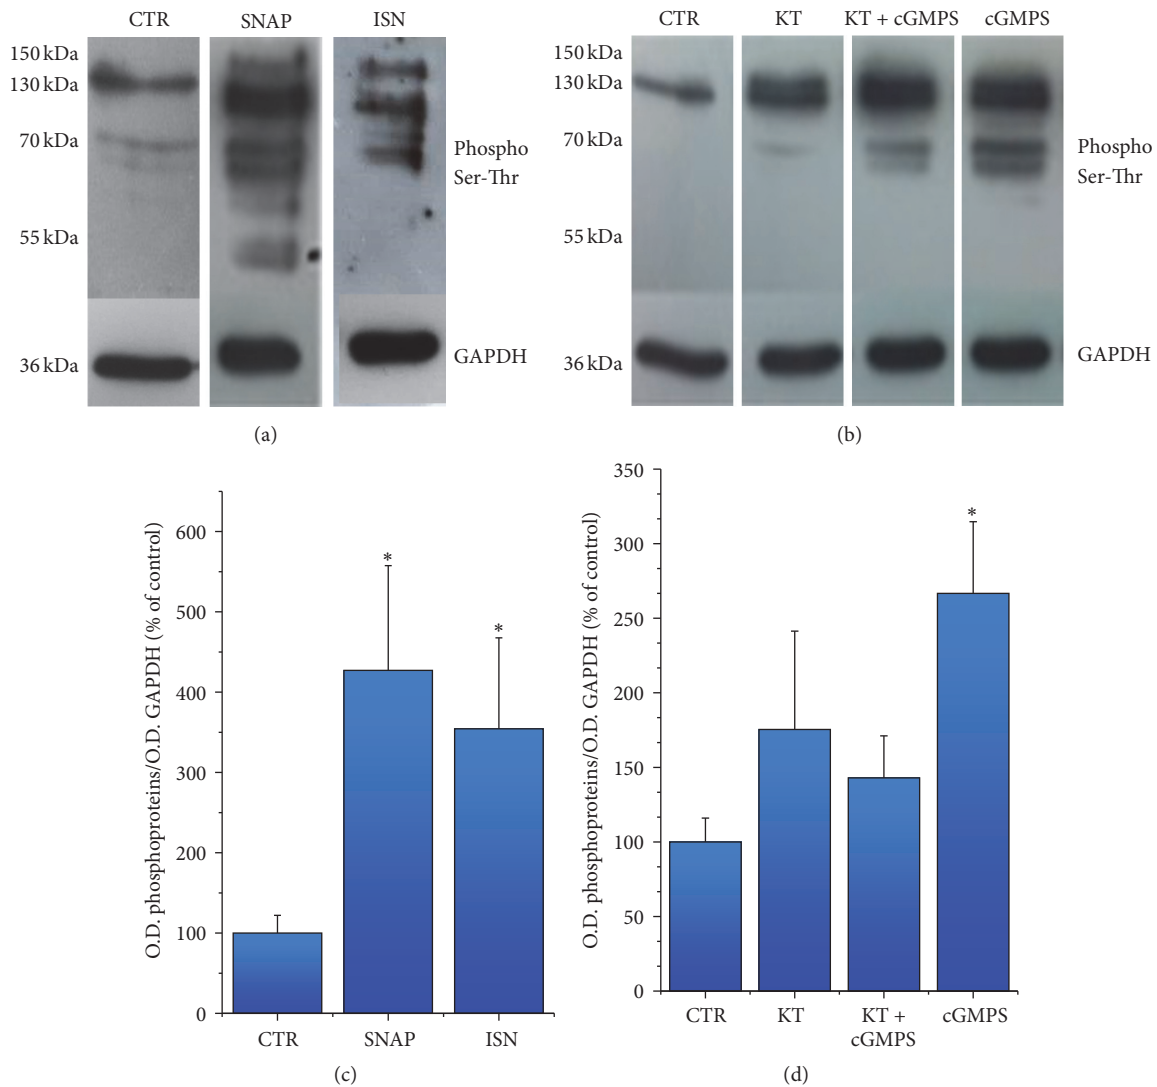 CTR SNAP ISN
150 kDa
130 kDa
70 kDa
55 kDa
36 kDa
Phospho
Ser-Thr
GAPDH
(a)
CTR KT KT + cGMPS cGMPS
150 kDa
130 kDa
70 kDa
55 kDa
36 kDa
Phospho
Ser-Thr
GAPDH
(b)
O.D. phosphoproteins/O.D. GAPDH (% of control)
600
500
400
300
200
100
0
*
*
CTR SNAP ISN
(c)
O.D. phosphoproteins/O.D. GAPDH (% of control)
350
300
250
200
150
100
50
0
*
CTR KT KT + cGMPS
cGMPS
(d)